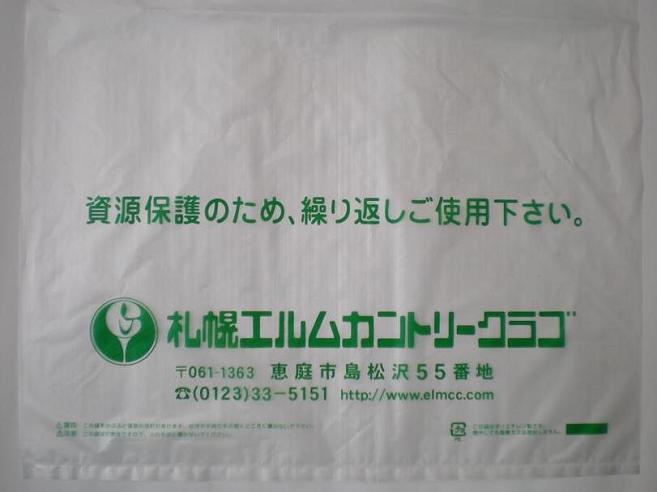 資源保護のため、繰り返しご使用下さい。
札幌エルムカントリークラブ
〒061-1363 恵庭市島松沢55番地
☎(0123)33-5151 http://www.elmcc.com
プラ